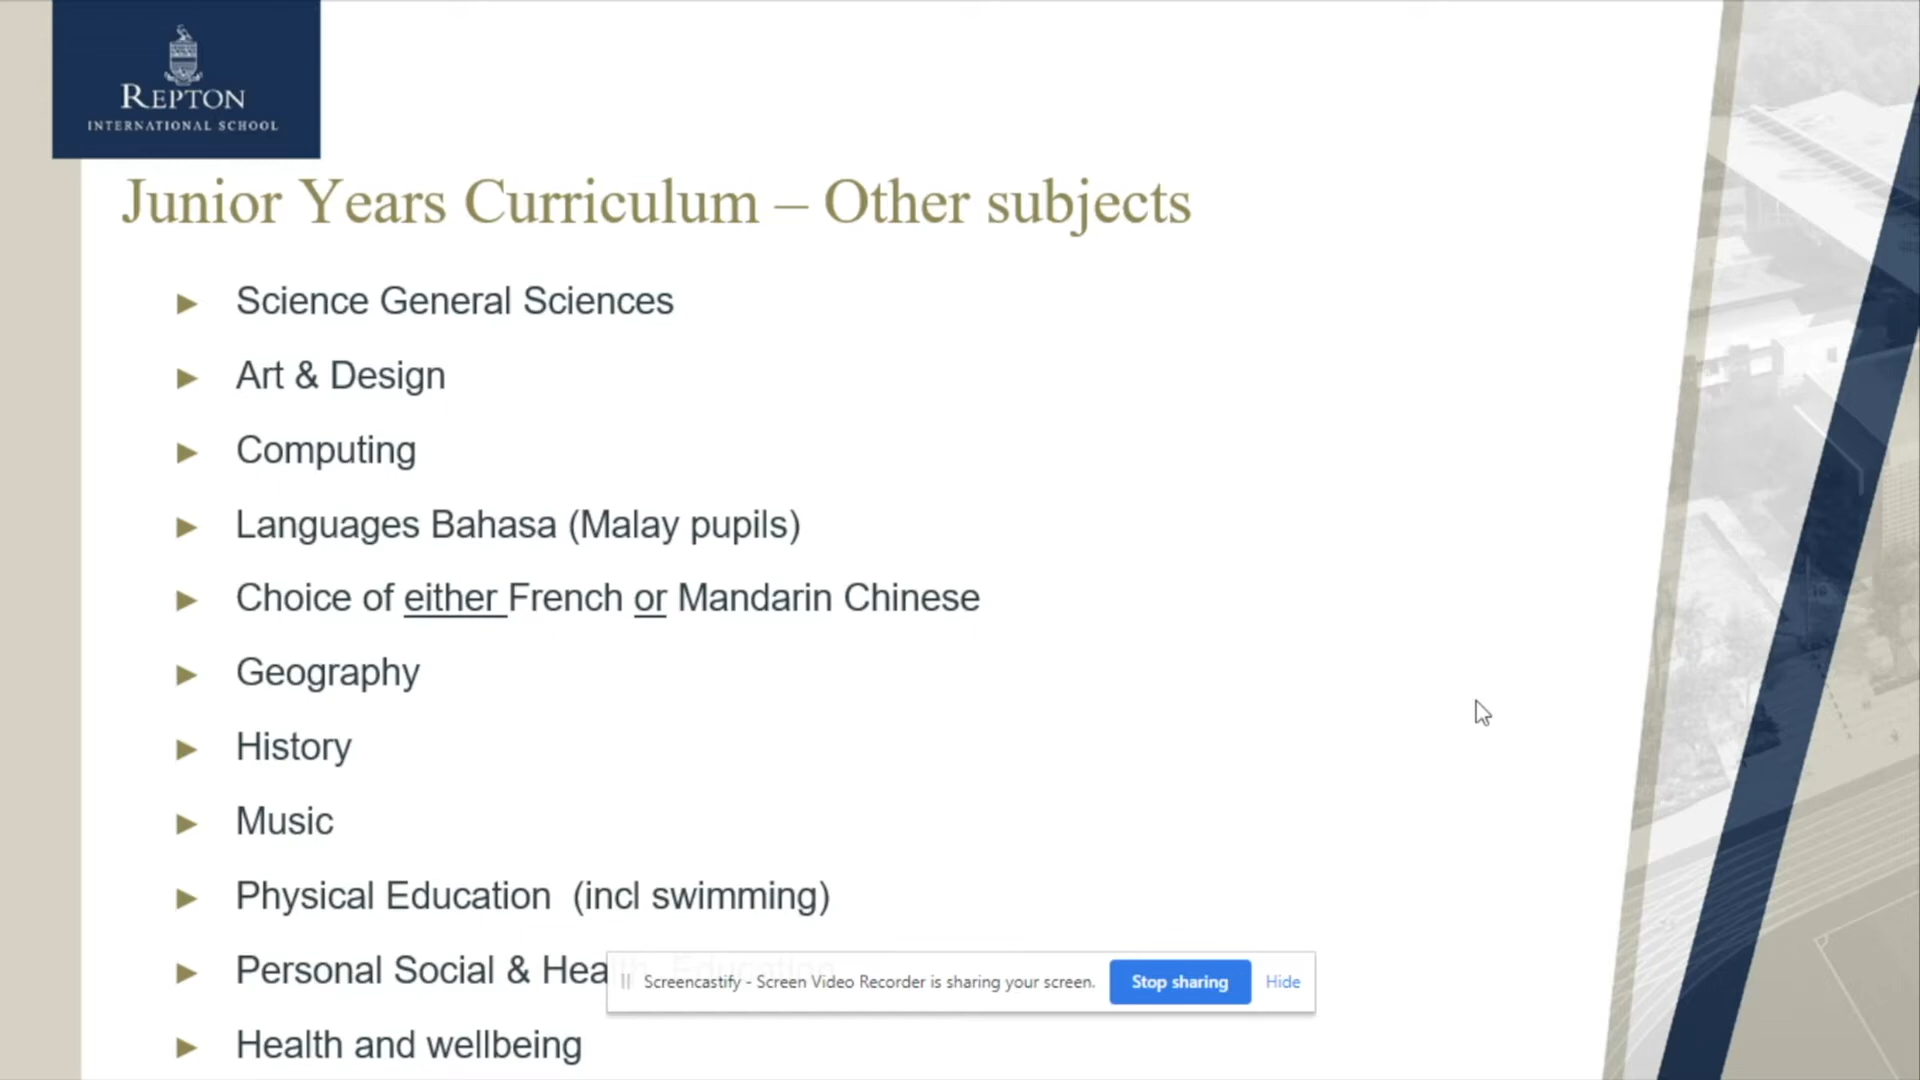 REPTON
INTERNATIONAL SCHOOL
Junior Years Curriculum – Other subjects
Science General Sciences
Art & Design
Computing
Languages Bahasa (Malay pupils)
Choice of either French or Mandarin Chinese
Geography
History
Music
Physical Education (incl swimming)
Personal Social & Health Education
Screencastify - Screen Video Recorder is sharing your screen. Stop sharing Hide
Health and wellbeing